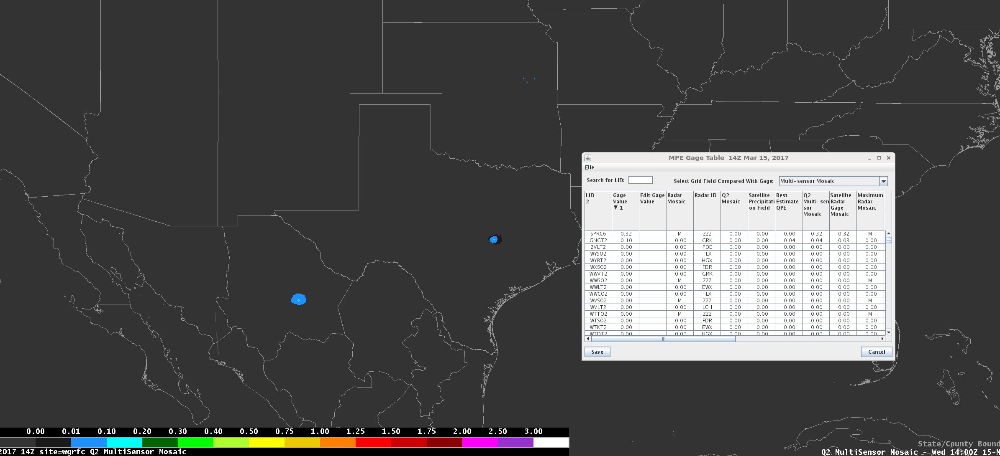 MPE Gage Table 14Z Mar 15, 2017
File
Search for LID:
Select Grid Field Compared With Gage: Multi-sensor Mosaic
LID 2 | Gage Value ▼ 1 | Edit Gage Value | Radar Mosaic | Radar ID | Q2 Mosaic | Satellite Precipitati on Field | Best Estimate QPE | Q2 Multi-sen sor Mosaic | Satellite Radar Gage Mosaic | Maximum Radar Mosaic
SPRC6 0.32 M ZZZ 0.00 0.00 0.00 0.32 0.32 M
GNGT2 0.10 0.00 GRK 0.00 0.00 0.04 0.04 0.03 0.00
ZVLT2 0.00 0.00 POE 0.00 0.00 0.00 0.00 0.00 0.00
WYSO2 0.00 0.00 TLX 0.00 0.00 0.00 0.00 0.00 0.00
WYBT2 0.00 0.00 HGX 0.00 0.00 0.00 0.00 0.00 0.00
WXSO2 0.00 0.00 FDR 0.00 0.00 0.00 0.00 0.00 0.00
WWVT2 0.00 0.00 GRK 0.00 0.00 0.00 0.00 0.00 0.00
WWSO2 0.00 M ZZZ 0.00 0.00 0.00 0.00 0.00 M
WWLT2 0.00 0.00 EWX 0.00 0.00 0.00 0.00 0.00 0.00
WWCO2 0.00 0.00 TLX 0.00 0.00 0.00 0.00 0.00 0.00
WVSO2 0.00 M ZZZ 0.00 0.00 0.00 0.00 0.00 M
WVLT2 0.00 0.00 LCH 0.00 0.00 0.00 0.00 0.00 0.00
WTTO2 0.00 M ZZZ 0.00 0.00 0.00 0.00 0.00 M
WTSO2 0.00 0.00 FDR 0.00 0.00 0.00 0.00 0.00 0.00
WTKT2 0.00 0.00 EWX 0.00 0.00 0.00 0.00 0.00 0.00
WTDT2 0.00 0.00 HGX 0.00 0.00 0.00 0.00 0.00 0.00
Save
Cancel
0.00 0.01 0.10 0.20 0.30 0.40 0.50 0.75 1.00 1.25 1.50 1.75 2.00 2.50 3.00
2017 14Z site=wgrfc Q2 MultiSensor Mosaic
State/County Bound
Q2 MultiSensor Mosaic - Wed 14:00Z 15-M